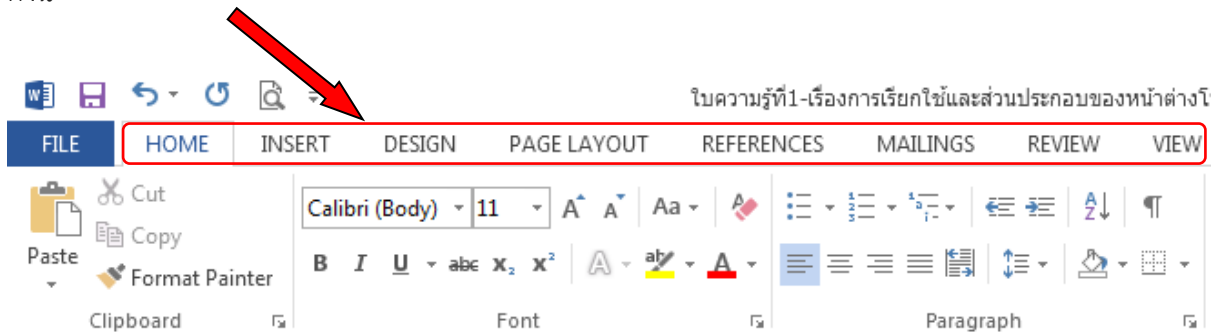 ใบความรู้ที่1-เรื่องการเรียกใช้และส่วนประกอบของหน้าต่างโ
FILE HOME INSERT DESIGN PAGE LAYOUT REFERENCES MAILINGS REVIEW VIEW
Cut
Calibri (Body) 11 A A Aa
Copy
Paste
Format Painter
B I U abc X₂ X² A ab A
Clipboard Font Paragraph